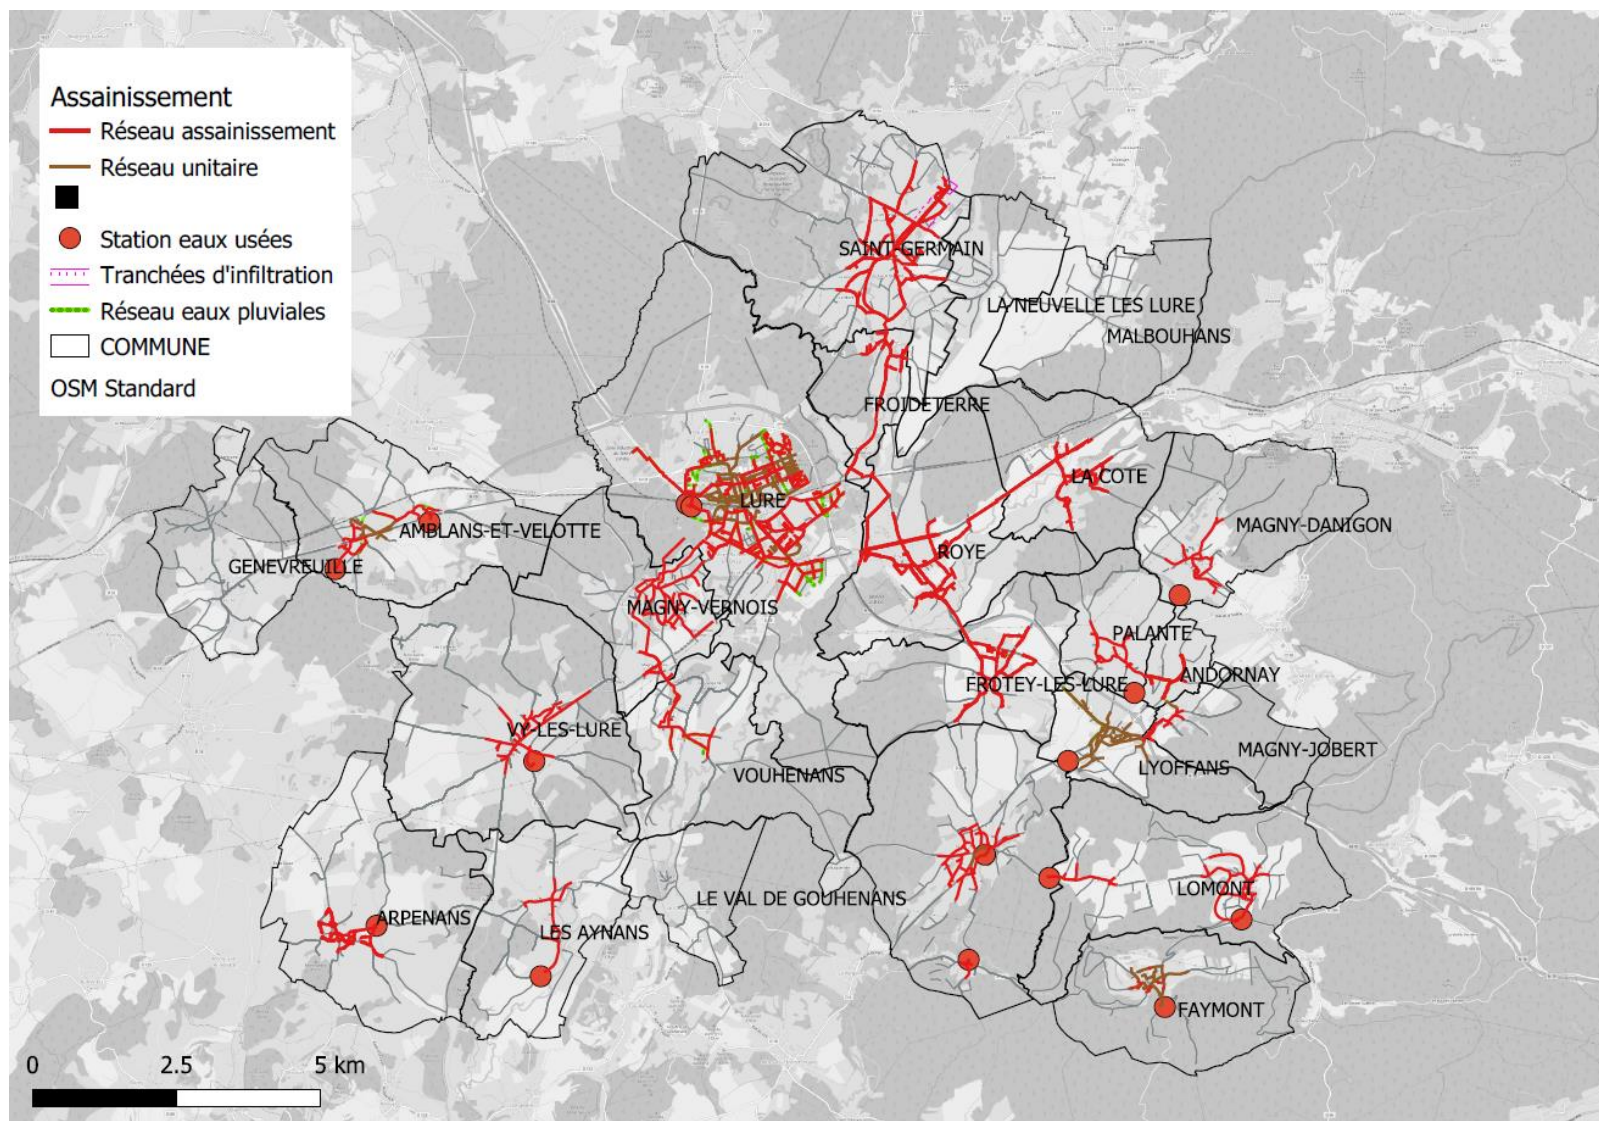 Assainissement
Réseau assainissement
Réseau unitaire
Station eaux usées
Tranchées d'infiltration
Réseau eaux pluviales
COMMUNE
OSM Standard
SAINT-GERMAIN
LA NEUVELLE LES LURE
MALBOUHANS
FROIDETERRE
LA COTE
LURE
MAGNY-DANIGON
AMBLANS-ET-VELOTTE
ROYE
GENEVREUILLE
MAGNY-VERNOIS
PALANTE
ANDORNAY
FROTEY-LES-LURE
VY-LES-LURE
MAGNY-JOBERT
LYOFFANS
VOUHENANS
LOMONT
LE VAL DE GOUHENANS
ARPENANS
LES AYNANS
FAYMONT
0 2.5 5 km